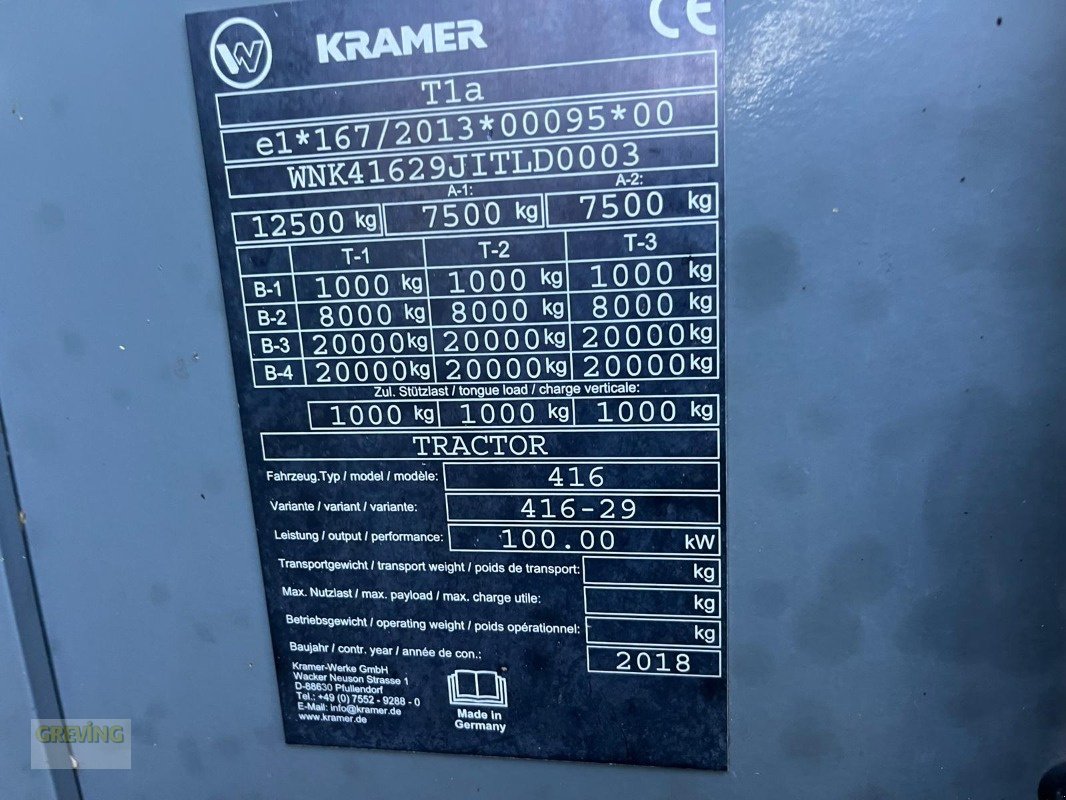 W KRAMER CE
T1a
e1*167/2013*00095*00
WNK41629JITLD0003
A-1: A-2:
12500 kg 7500 kg 7500 kg
T-1 T-2 T-3
B-1 1000 kg 1000 kg 1000 kg
B-2 8000 kg 8000 kg 8000 kg
B-3 20000 kg 20000 kg 20000 kg
B-4 20000 kg 20000 kg 20000 kg
Zul. Stützlast / tongue load / charge verticale:
1000 kg 1000 kg 1000 kg
TRACTOR
Fahrzeug.Typ / model / modèle: 416
Variante / variant / variante: 416-29
Leistung / output / performance: 100.00 kW
Transportgewicht / transport weight / poids de transport: kg
Max. Nutzlast / max. payload / max. charge utile: kg
Betriebsgewicht / operating weight / poids opérationnel: kg
Baujahr / contr. year / année de con.: 2018
Kramer-Werke GmbH
Wacker Neuson Strasse 1
D-88630 Pfullendorf
Tel.: +49 (0) 7552 - 9288 - 0
E-Mail: info@kramer.de
www.kramer.de
Made in
Germany
GREVING